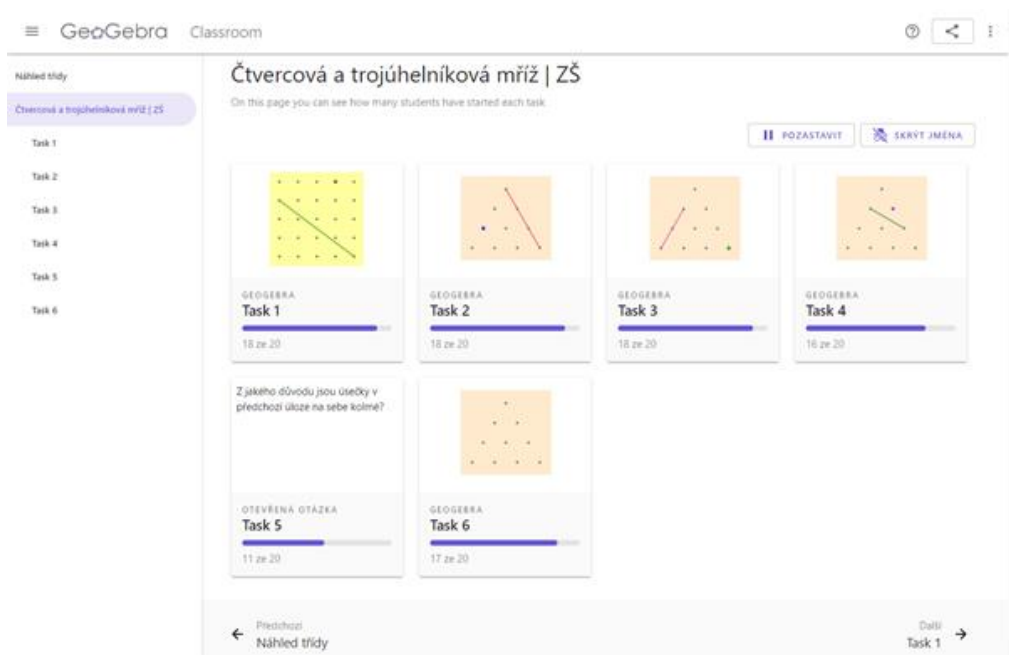 GeoGebra Classroom
Náhled třídy
Čtvercová a trojúhelníková mříž | ZŠ
Task 1
Task 2
Task 3
Task 4
Task 5
Task 6
Čtvercová a trojúhelníková mříž | ZŠ
On this page you can see how many students have started each task
POZASTAVIT
SKRÝT JMÉNA
GEOGEBRA
Task 1
18 ze 20
GEOGEBRA
Task 2
18 ze 20
GEOGEBRA
Task 3
18 ze 20
GEOGEBRA
Task 4
16 ze 20
Z jakého důvodu jsou úsečky v
předchozí úloze na sebe kolmé?
OTEVŘENÁ OTÁZKA
Task 5
11 ze 20
GEOGEBRA
Task 6
17 ze 20
Předchozí
Náhled třídy
Další
Task 1